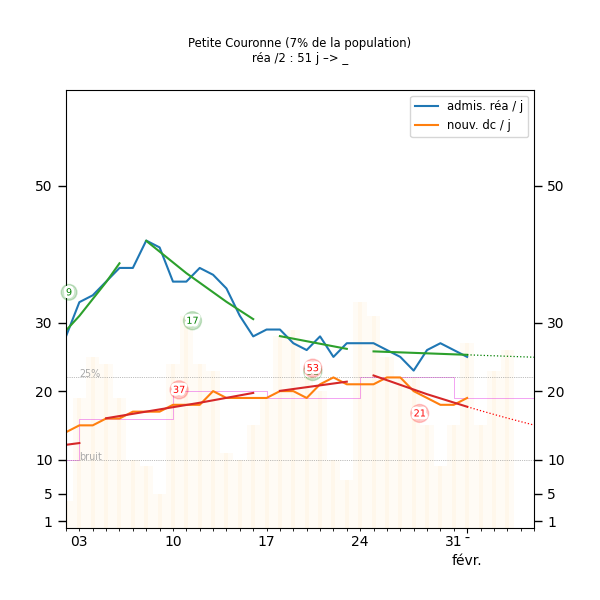 Petite Couronne (7% de la population)
réa /2 : 51 j –> _
admis. réa / j
nouv. dc / j
50 50
9
17
30 30
53
25%
37
20 20
21
bruit
10 10
5 5
1 1
03 10 17 24 31 -
févr.